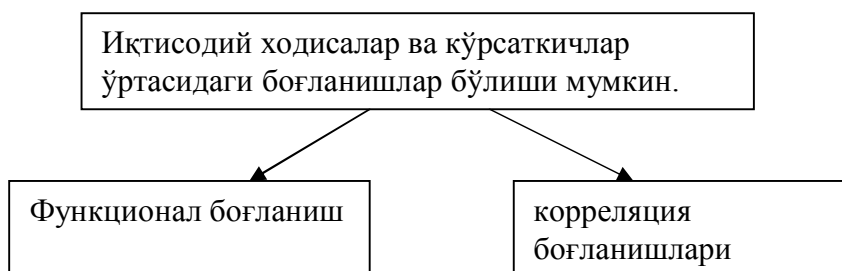 Иқтисодий ходисалар ва кўрсаткичлар
ўртасидаги боғланишлар бўлиши мумкин.
Функционал боғланиш
корреляция
боғланишлари